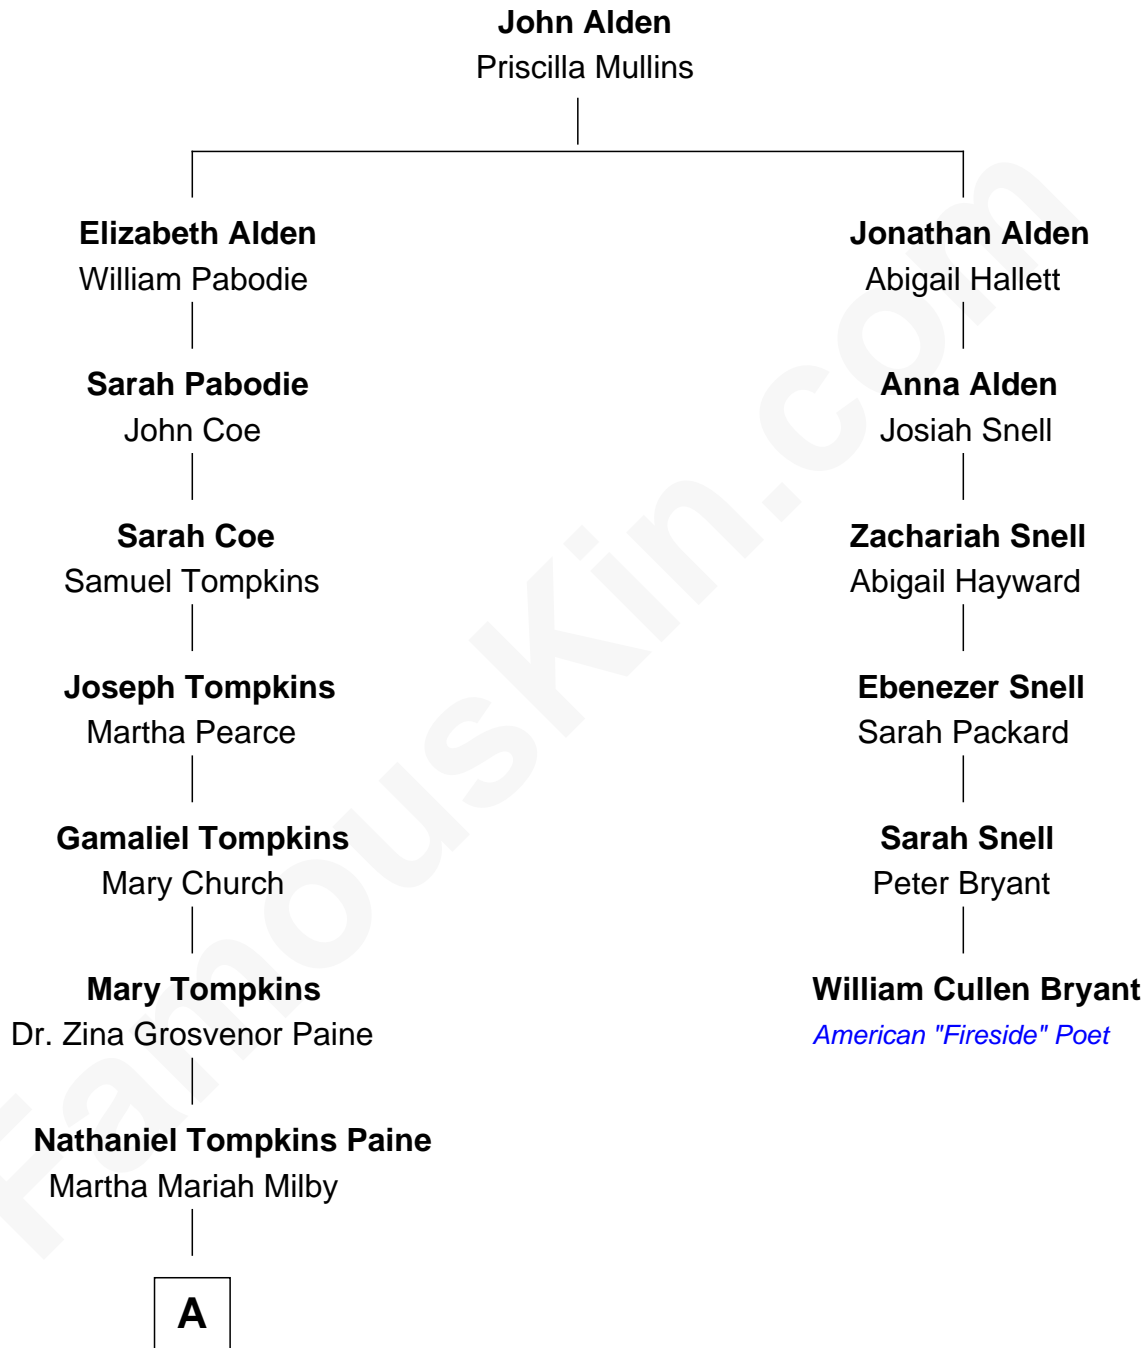 John Alden
Priscilla Mullins
Elizabeth Alden
William Pabodie
Jonathan Alden
Abigail Hallett
Sarah Pabodie
John Coe
Anna Alden
Josiah Snell
Sarah Coe
Samuel Tompkins
Zachariah Snell
Abigail Hayward
Joseph Tompkins
Martha Pearce
Ebenezer Snell
Sarah Packard
Gamaliel Tompkins
Mary Church
Sarah Snell
Peter Bryant
Mary Tompkins
Dr. Zina Grosvenor Paine
William Cullen Bryant
American "Fireside" Poet
Nathaniel Tompkins Paine
Martha Mariah Milby
A
FamousKin.com